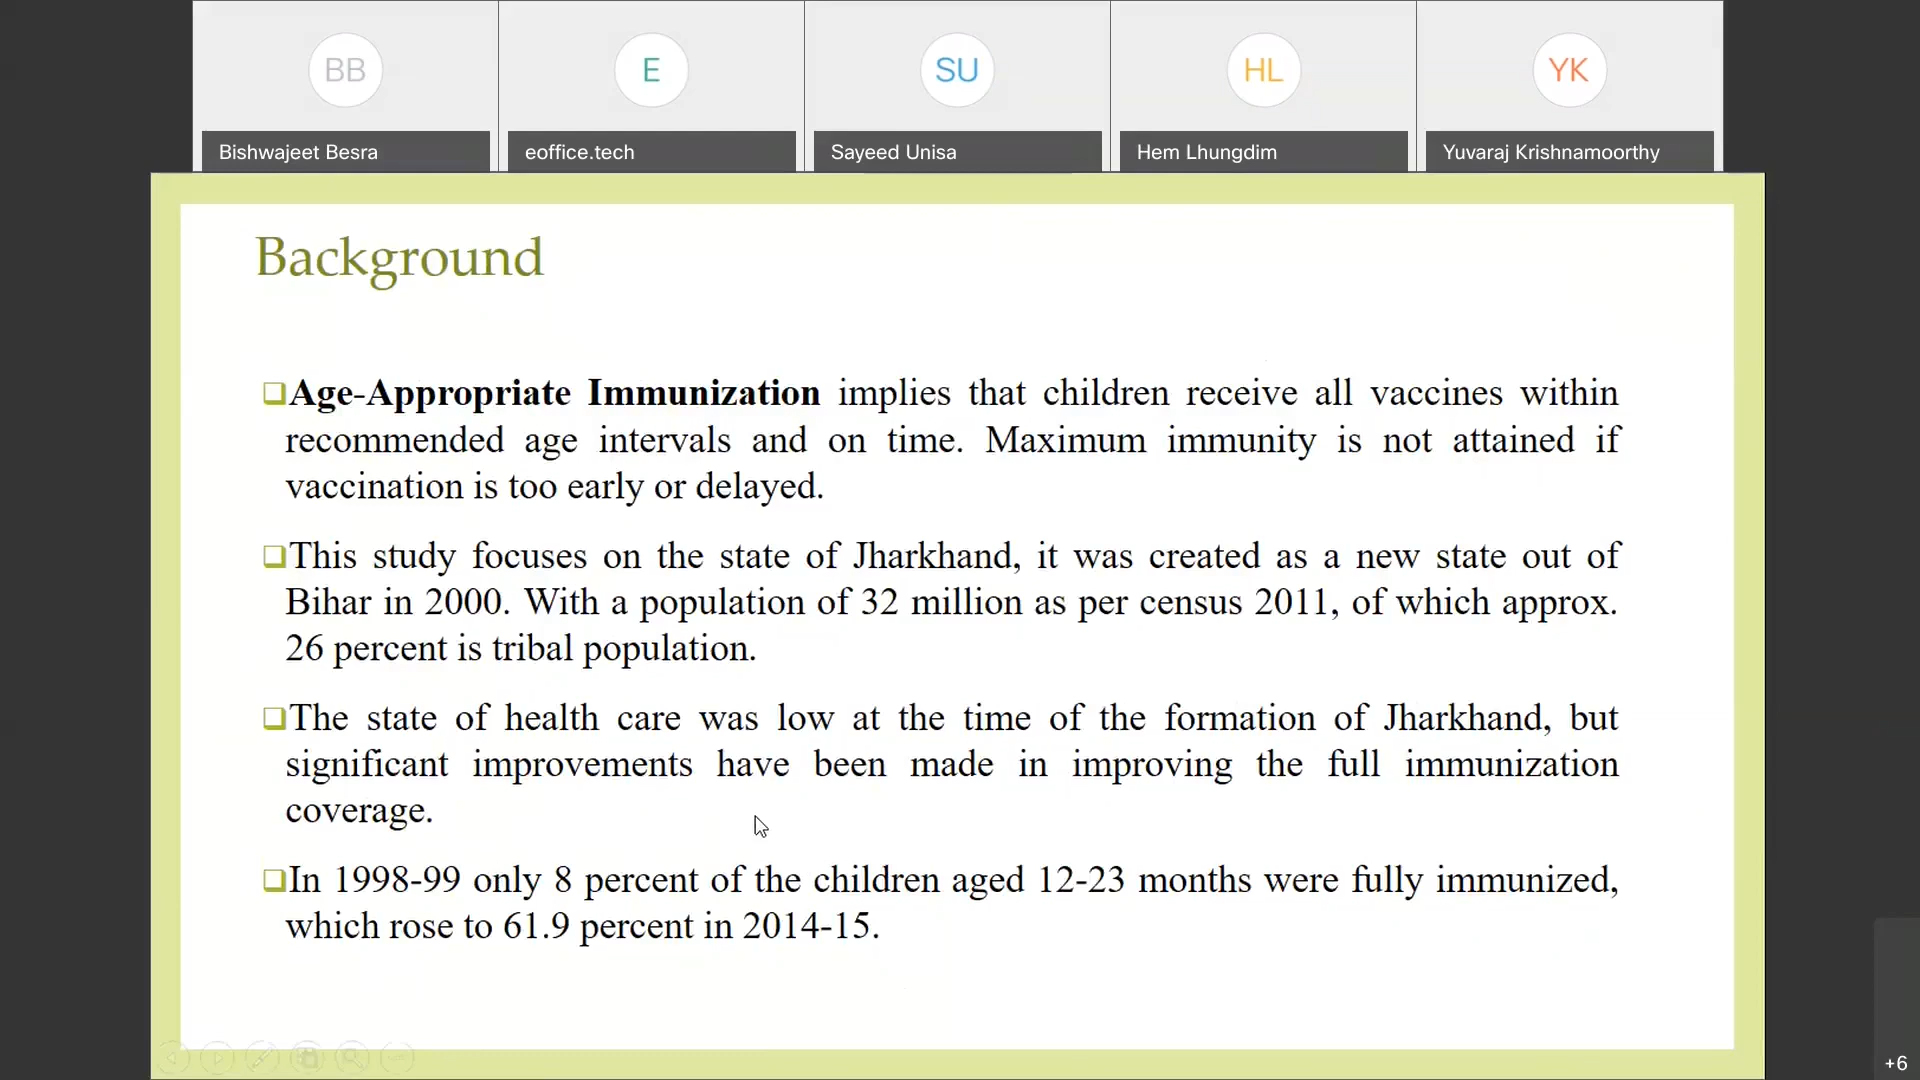 BB E SU HL YK
Bishwajeet Besra eoffice.tech Sayeed Unisa Hem Lhungdim Yuvaraj Krishnamoorthy
Background
Age-Appropriate Immunization implies that children receive all vaccines within
recommended age intervals and on time. Maximum immunity is not attained if
vaccination is too early or delayed.
This study focuses on the state of Jharkhand, it was created as a new state out of
Bihar in 2000. With a population of 32 million as per census 2011, of which approx.
26 percent is tribal population.
The state of health care was low at the time of the formation of Jharkhand, but
significant improvements have been made in improving the full immunization
coverage.
In 1998-99 only 8 percent of the children aged 12-23 months were fully immunized,
which rose to 61.9 percent in 2014-15.
+6